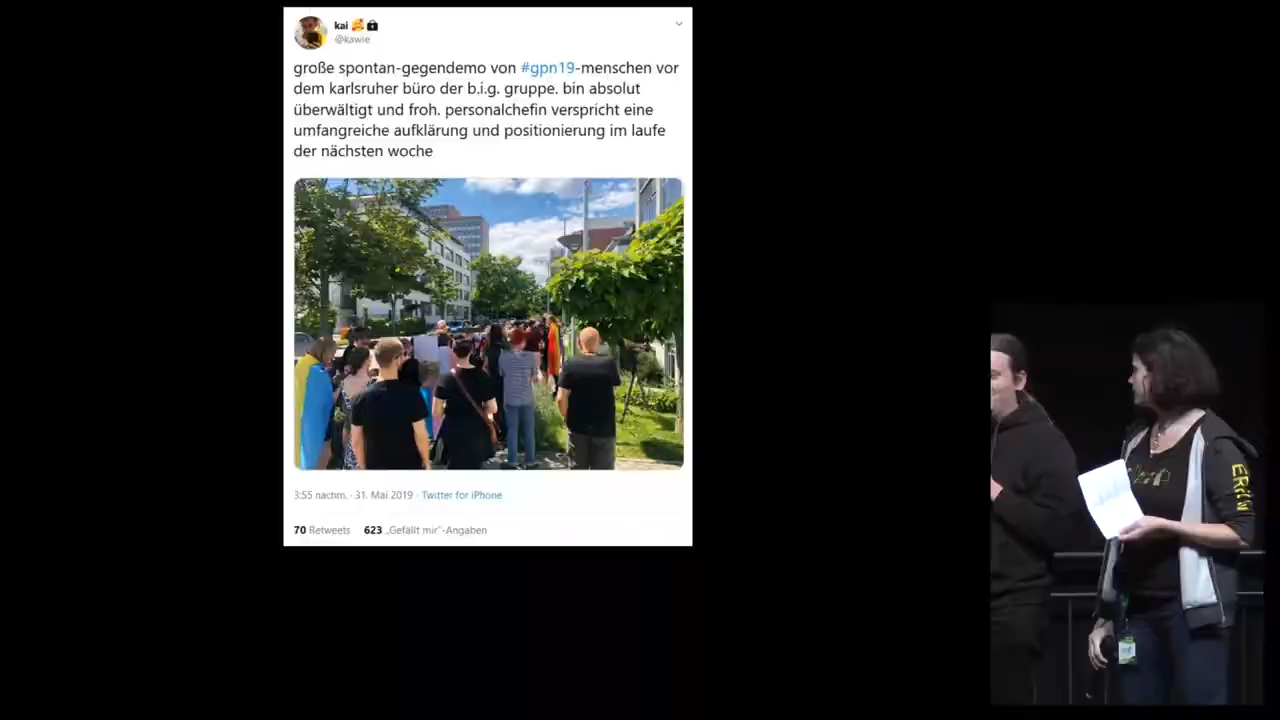 kai
@kawie
große spontan-gegendemo von #gpn19-menschen vor
dem karlsruher büro der b.i.g. gruppe. bin absolut
überwältigt und froh. personalchefin verspricht eine
umfangreiche aufklärung und positionierung im laufe
der nächsten woche
3:55 nachm. · 31. Mai 2019 · Twitter for iPhone
70 Retweets 623 „Gefällt mir“-Angaben